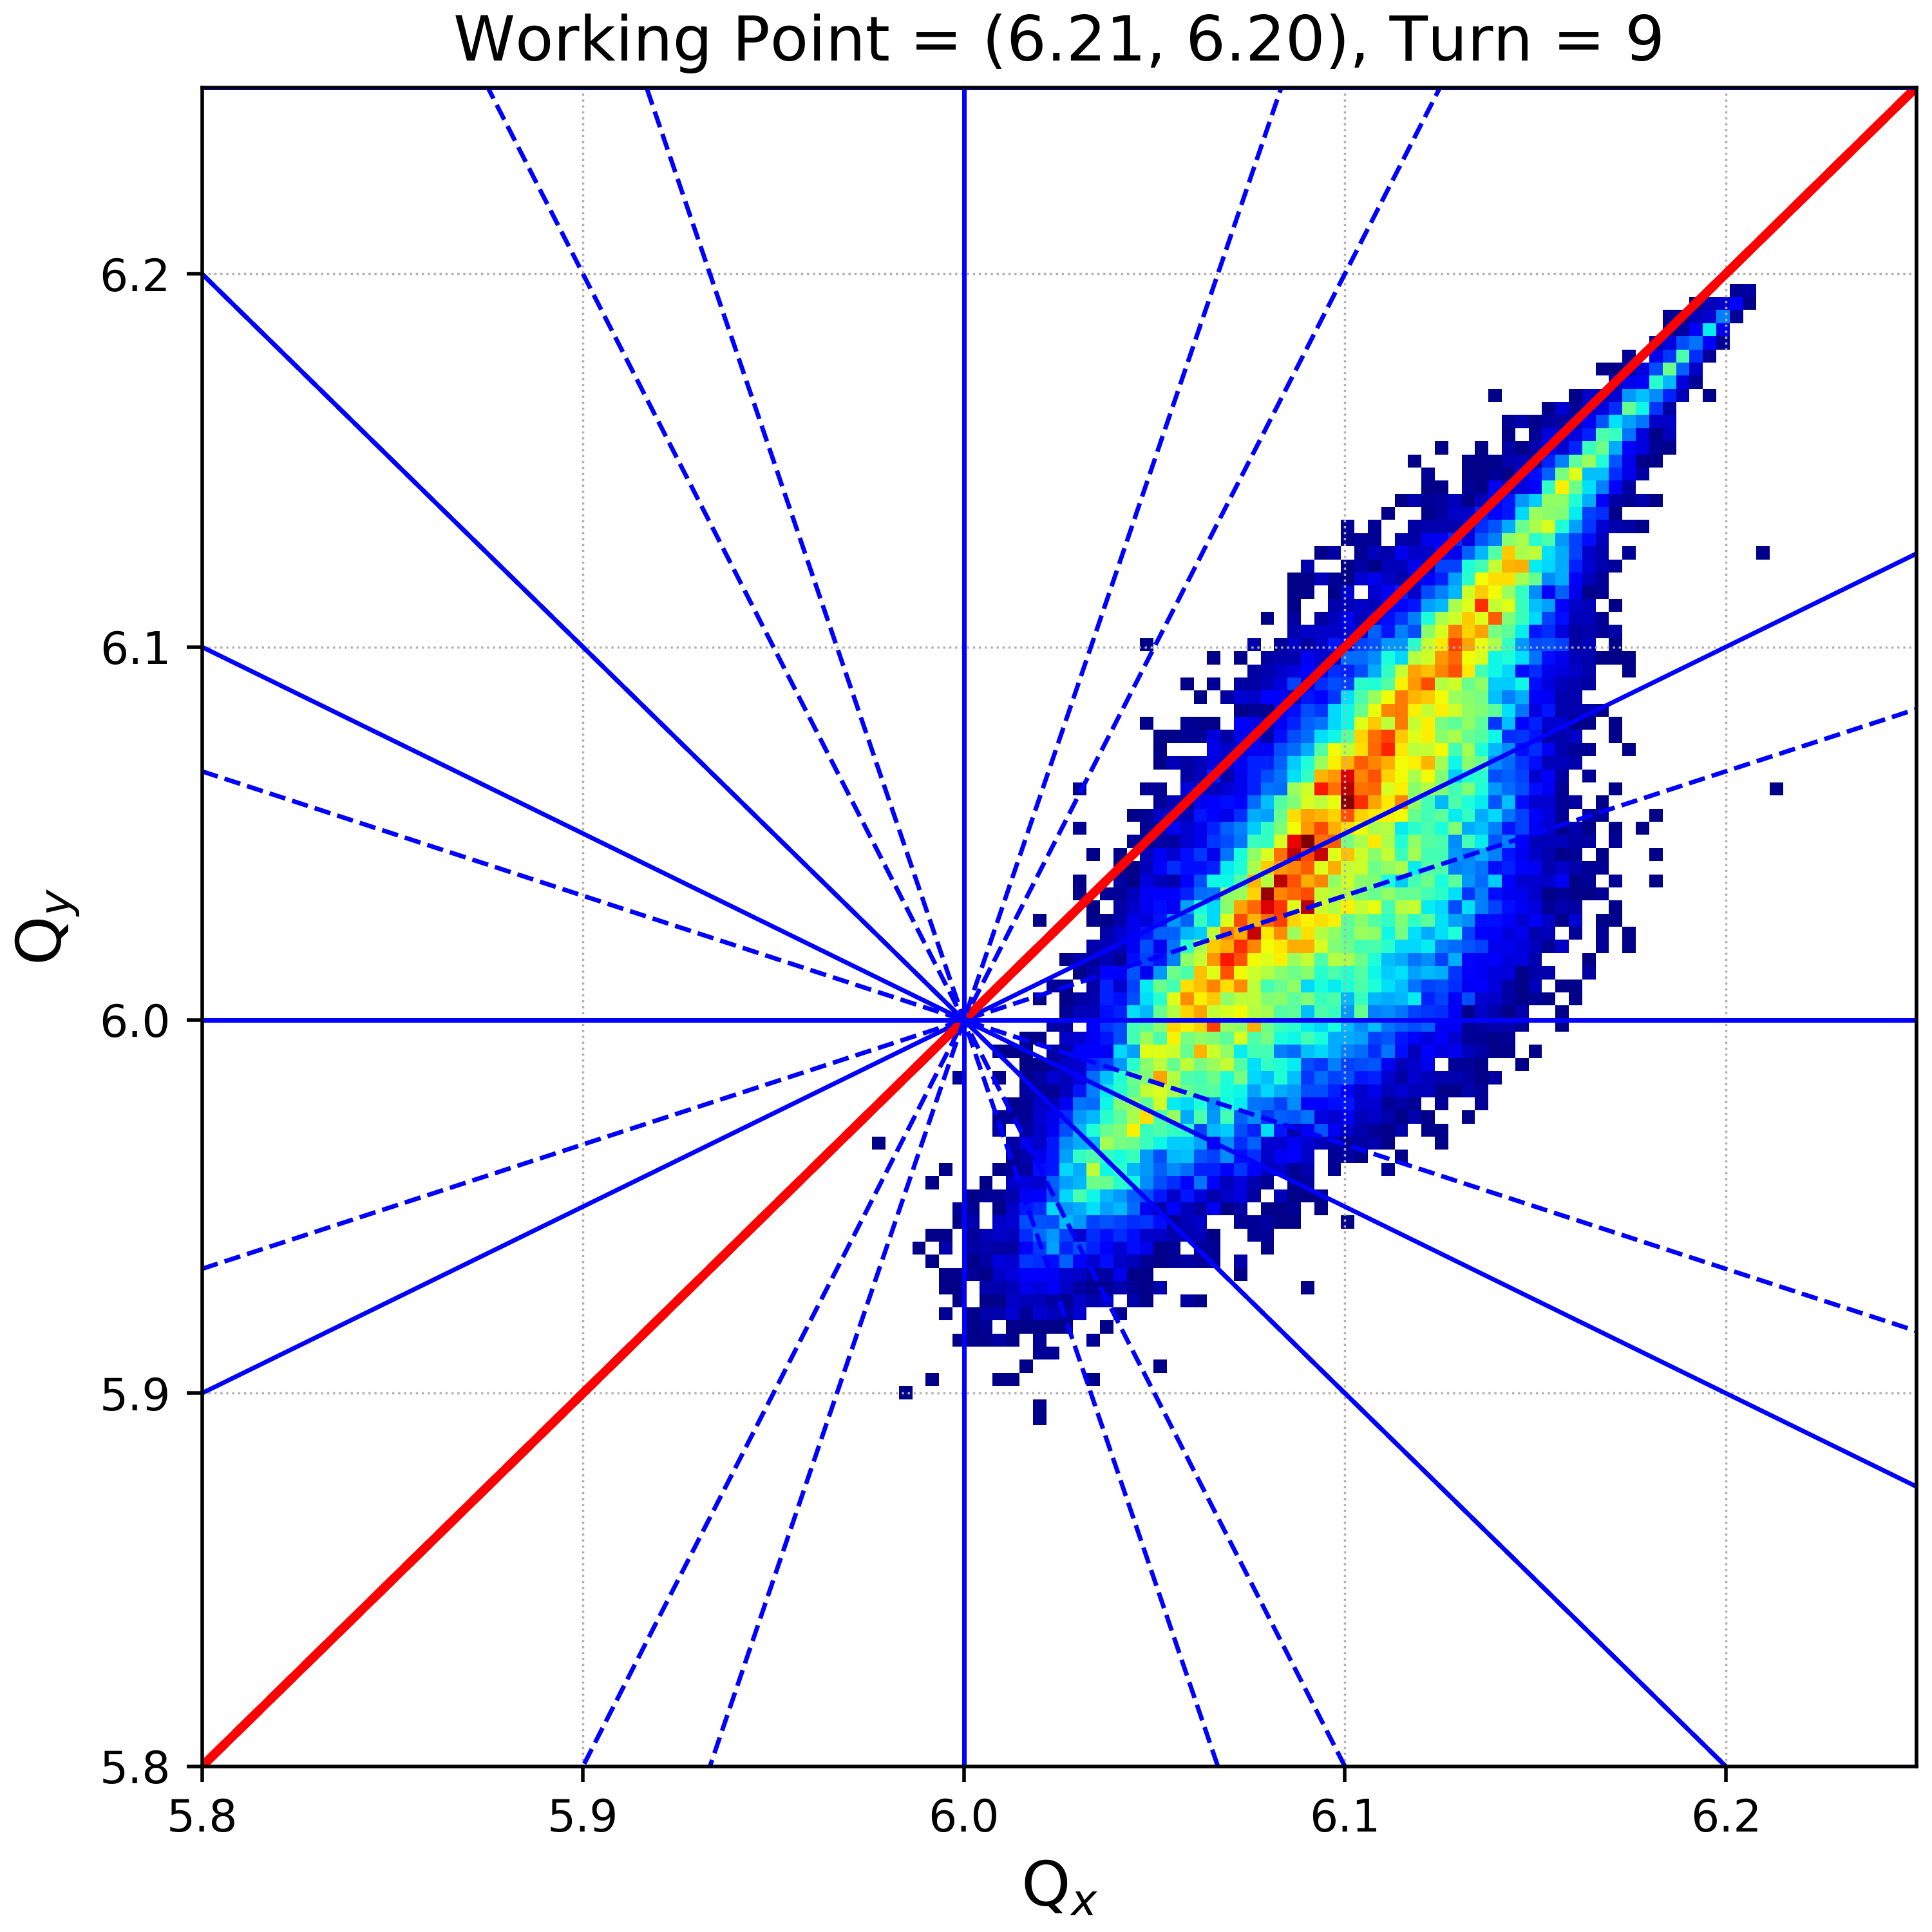 Working Point = (6.21, 6.20), Turn = 9
6.2
6.1
6.0
5.9
5.8
Qy
5.8 5.9 6.0 6.1 6.2
Qx